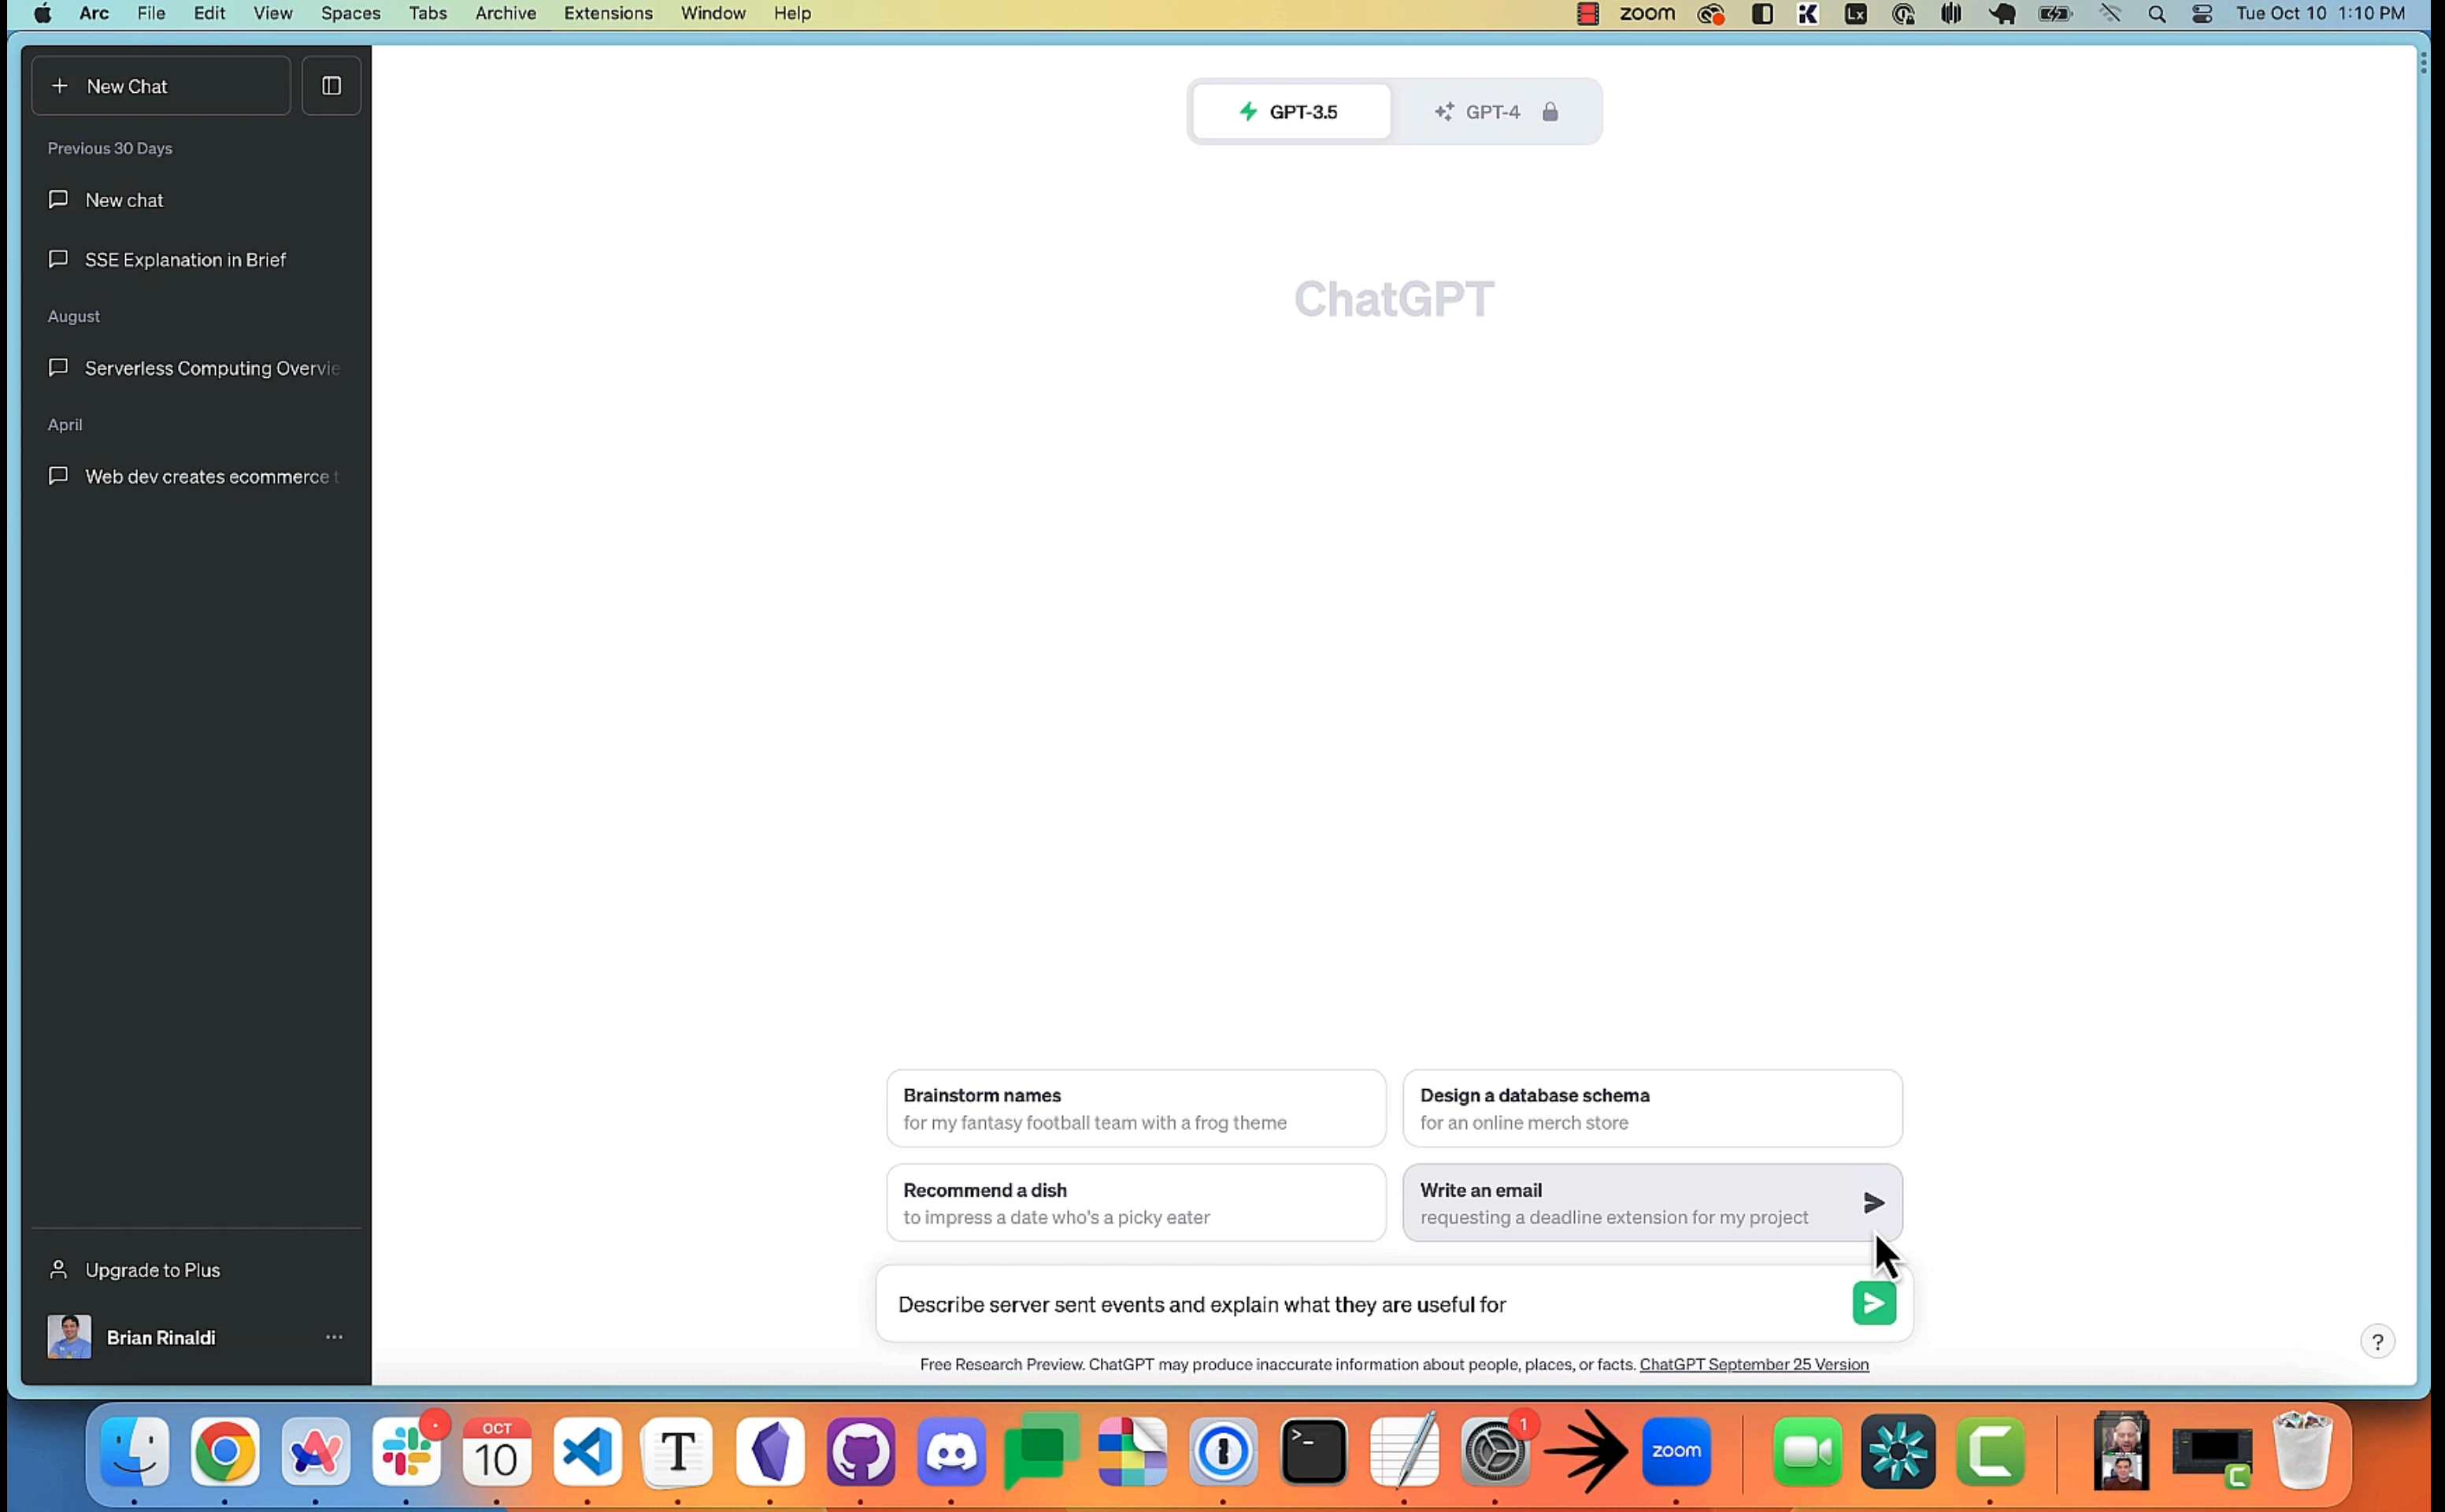 Arc File Edit View Spaces Tabs Archive Extensions Window Help
zoom Lx Tue Oct 10 1:10 PM
New Chat
Previous 30 Days
New chat
SSE Explanation in Brief
August
Serverless Computing Overvie
April
Web dev creates ecommerce t
Upgrade to Plus
Brian Rinaldi
GPT-3.5
GPT-4
ChatGPT
Brainstorm names
for my fantasy football team with a frog theme
Design a database schema
for an online merch store
Recommend a dish
to impress a date who's a picky eater
Write an email
requesting a deadline extension for my project
Describe server sent events and explain what they are useful for
Free Research Preview. ChatGPT may produce inaccurate information about people, places, or facts. ChatGPT September 25 Version
?
OCT
10
T
1
zoom